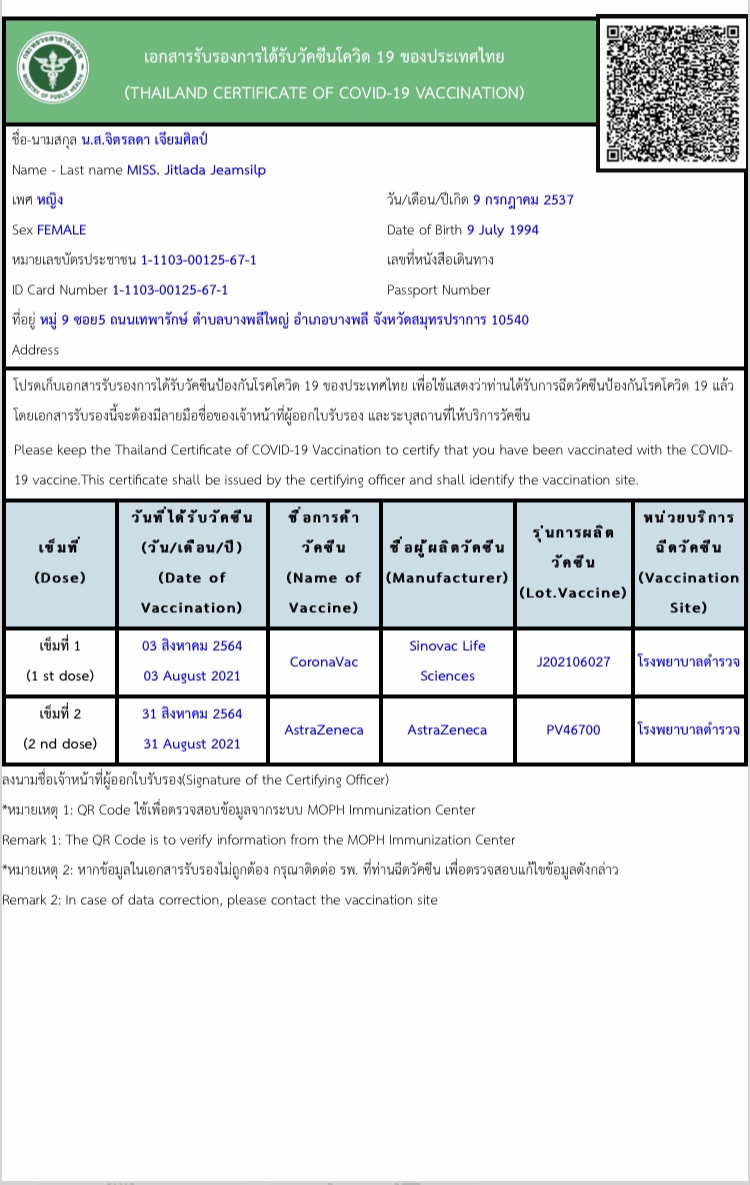 เอกสารรับรองการได้รับวัคซีนโควิด 19 ของประเทศไทย
(THAILAND CERTIFICATE OF COVID-19 VACCINATION)
ชื่อ-นามสกุล น.ส.จิตรลดา เจียมศิลป์
Name - Last name MISS. Jitlada Jeamsilp
เพศ หญิง วัน/เดือน/ปีเกิด 9 กรกฎาคม 2537
Sex FEMALE Date of Birth 9 July 1994
หมายเลขบัตรประชาชน 1-1103-00125-67-1 เลขที่หนังสือเดินทาง
ID Card Number 1-1103-00125-67-1 Passport Number
ที่อยู่ หมู่ 9 ซอย5 ถนนเทพารักษ์ ตำบลบางพลีใหญ่ อำเภอบางพลี จังหวัดสมุทรปราการ 10540
Address
โปรดเก็บเอกสารรับรองการได้รับวัคซีนป้องกันโรคโควิด 19 ของประเทศไทย เพื่อใช้แสดงว่าท่านได้รับการฉีดวัคซีนป้องกันโรคโควิด 19 แล้ว
โดยเอกสารรับรองนี้จะต้องมีลายมือชื่อของเจ้าหน้าที่ผู้ออกใบรับรอง และระบุสถานที่ให้บริการวัคซีน
Please keep the Thailand Certificate of COVID-19 Vaccination to certify that you have been vaccinated with the COVID-
19 vaccine.This certificate shall be issued by the certifying officer and shall identify the vaccination site.
เข็มที่
(Dose)
วันที่ได้รับวัคซีน
(วัน/เดือน/ปี)
(Date of
Vaccination)
ชื่อการค้า
วัคซีน
(Name of
Vaccine)
ชื่อผู้ผลิตวัคซีน
(Manufacturer)
รุ่นการผลิต
วัคซีน
(Lot.Vaccine)
หน่วยบริการ
ฉีดวัคซีน
(Vaccination
Site)
เข็มที่ 1
(1 st dose)
03 สิงหาคม 2564
03 August 2021
CoronaVac
Sinovac Life
Sciences
J202106027
โรงพยาบาลตำรวจ
เข็มที่ 2
(2 nd dose)
31 สิงหาคม 2564
31 August 2021
AstraZeneca
AstraZeneca
PV46700
โรงพยาบาลตำรวจ
ลงนามชื่อเจ้าหน้าที่ผู้ออกใบรับรอง(Signature of the Certifying Officer)
*หมายเหตุ 1: QR Code ใช้เพื่อตรวจสอบข้อมูลจากระบบ MOPH Immunization Center
Remark 1: The QR Code is to verify information from the MOPH Immunization Center
*หมายเหตุ 2: หากข้อมูลในเอกสารรับรองไม่ถูกต้อง กรุณาติดต่อ รพ. ที่ท่านฉีดวัคซีน เพื่อตรวจสอบแก้ไขข้อมูลดังกล่าว
Remark 2: In case of data correction, please contact the vaccination site
กระทรวงสาธารณสุข
MINISTRY OF PUBLIC HEALTH